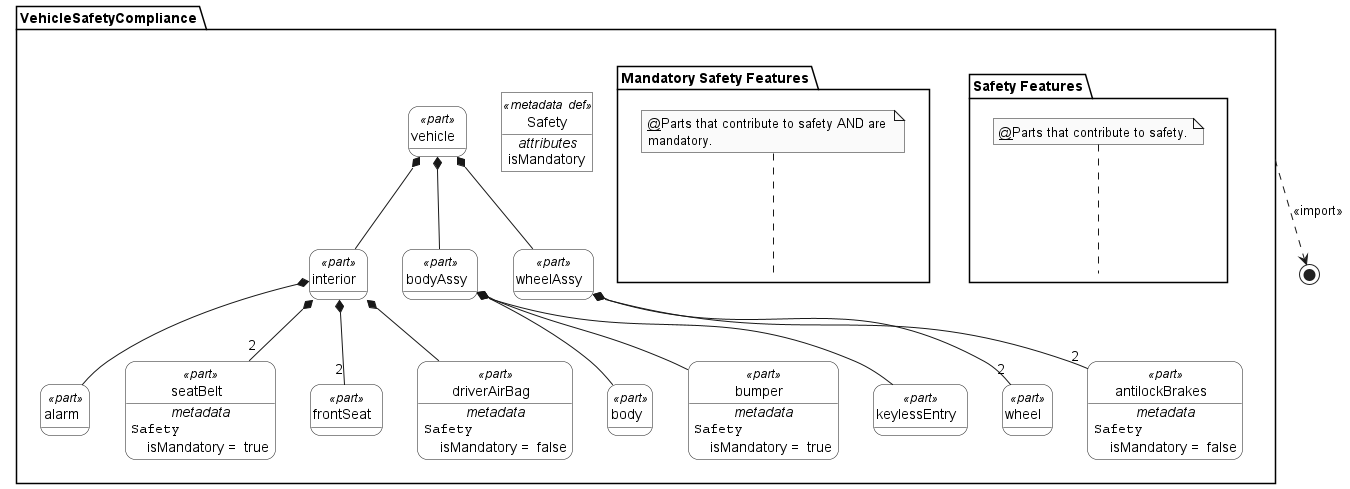 VehicleSafetyCompliance
Mandatory Safety Features
Safety Features
«metadata def»
Safety
attributes
isMandatory
«part»
vehicle
@Parts that contribute to safety AND are
mandatory.
@Parts that contribute to safety.
«import»
«part»
interior
«part»
bodyAssy
«part»
wheelAssy
2
2
2
2
«part»
alarm
«part»
seatBelt
metadata
Safety
isMandatory = true
«part»
frontSeat
«part»
driverAirBag
metadata
Safety
isMandatory = false
«part»
body
«part»
bumper
metadata
Safety
isMandatory = true
«part»
keylessEntry
«part»
wheel
«part»
antilockBrakes
metadata
Safety
isMandatory = false